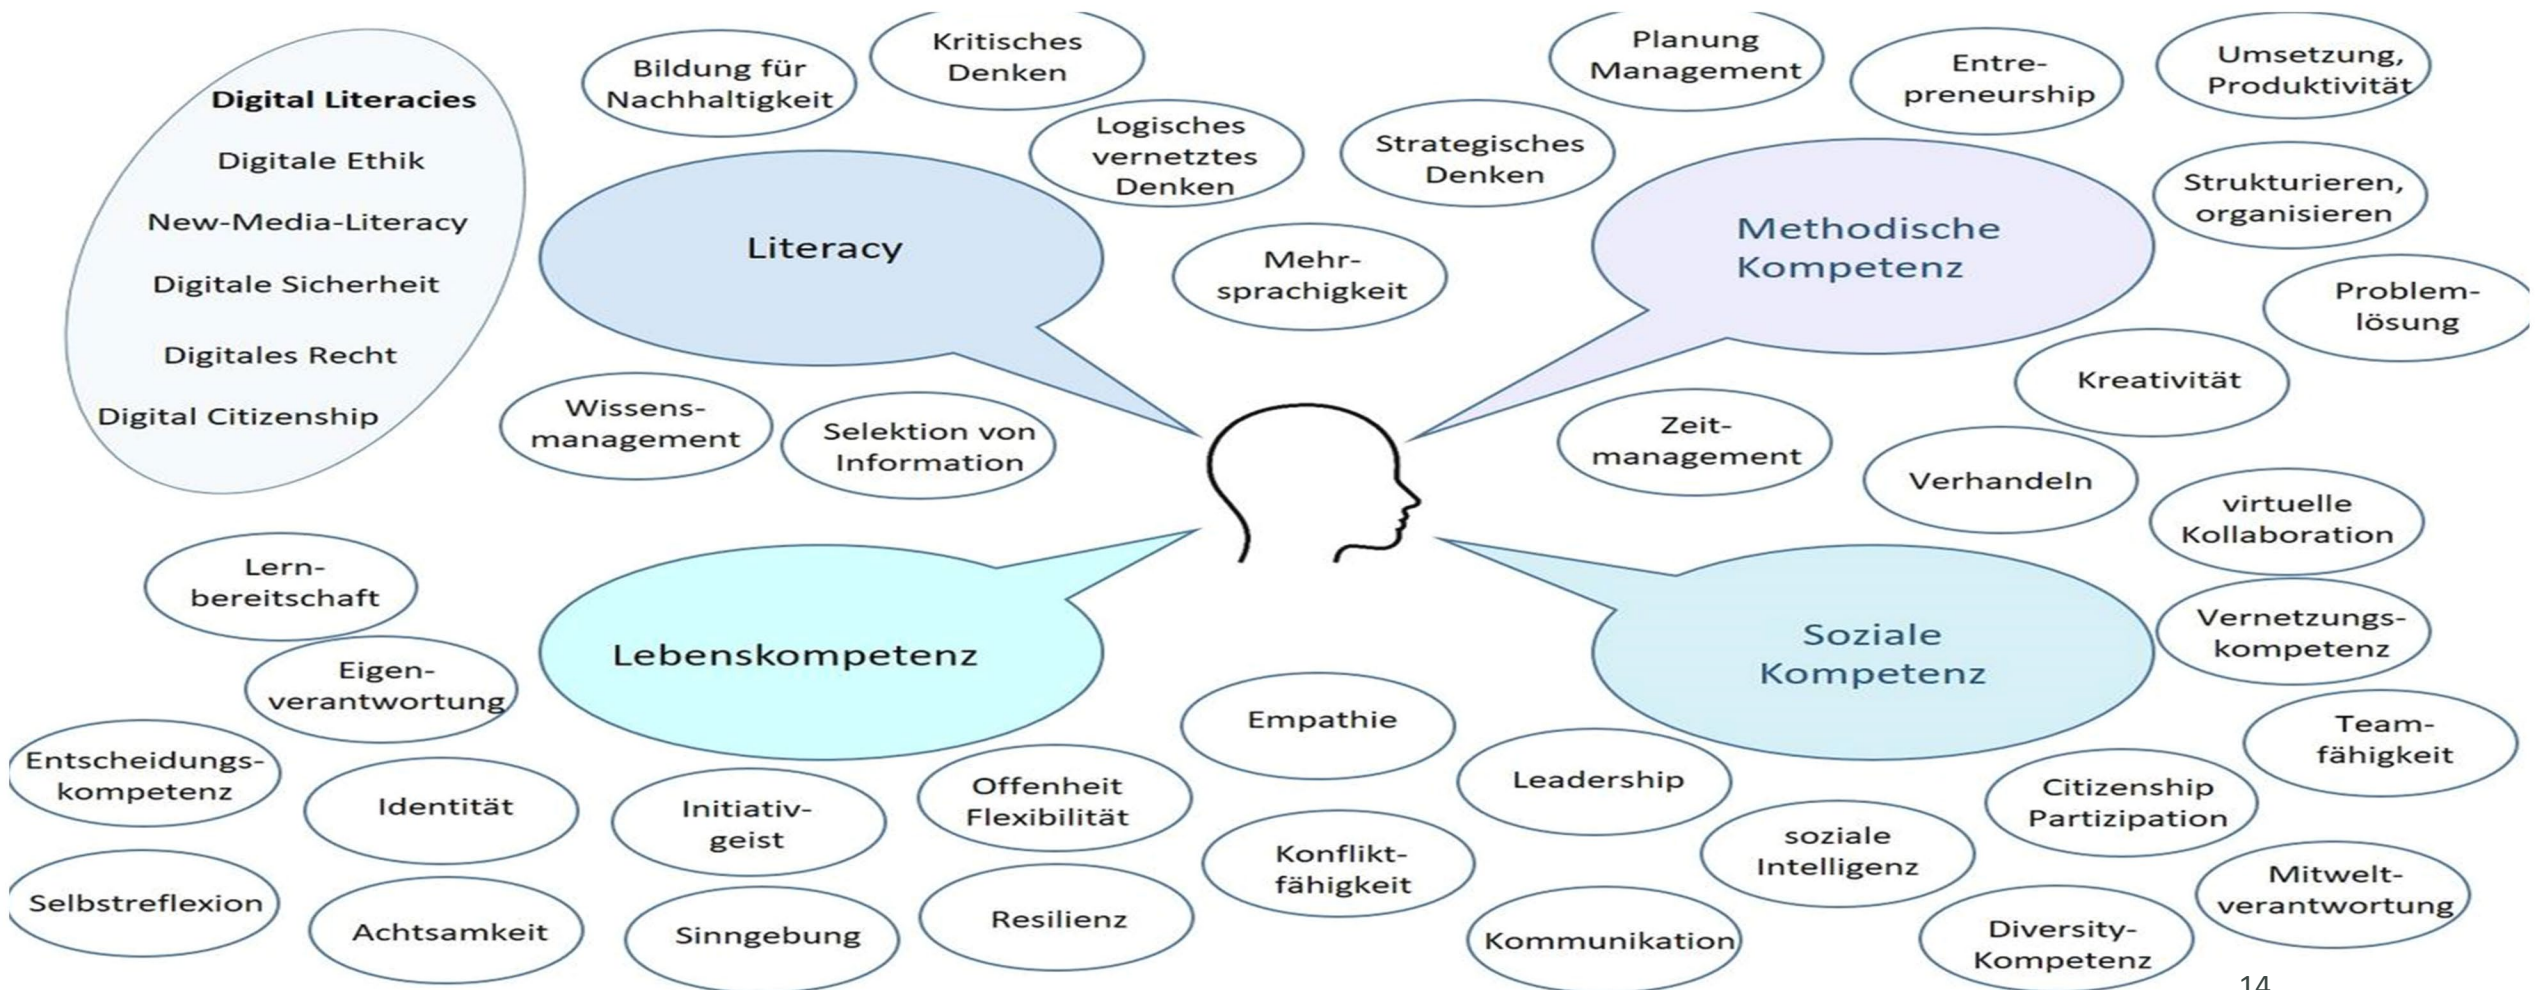 Digital Literacies
Digitale Ethik
New-Media-Literacy
Digitale Sicherheit
Digitales Recht
Digital Citizenship
Bildung für
Nachhaltigkeit
Kritisches
Denken
Logisches
vernetztes
Denken
Literacy
Wissens-
management
Selektion von
Information
Mehr-
sprachigkeit
Strategisches
Denken
Planung
Management
Entre-
preneurship
Umsetzung,
Produktivität
Strukturieren,
organisieren
Methodische
Kompetenz
Problem-
lösung
Kreativität
Zeit-
management
Verhandeln
virtuelle
Kollaboration
Vernetzungs-
kompetenz
Soziale
Kompetenz
Team-
fähigkeit
Empathie
Leadership
Citizenship
Partizipation
soziale
Intelligenz
Konflikt-
fähigkeit
Mitwelt-
verantwortung
Kommunikation
Diversity-
Kompetenz
Lern-
bereitschaft
Eigen-
verantwortung
Lebenskompetenz
Entscheidungs-
kompetenz
Identität
Initiativ-
geist
Offenheit
Flexibilität
Selbstreflexion
Achtsamkeit
Sinngebung
Resilienz
14